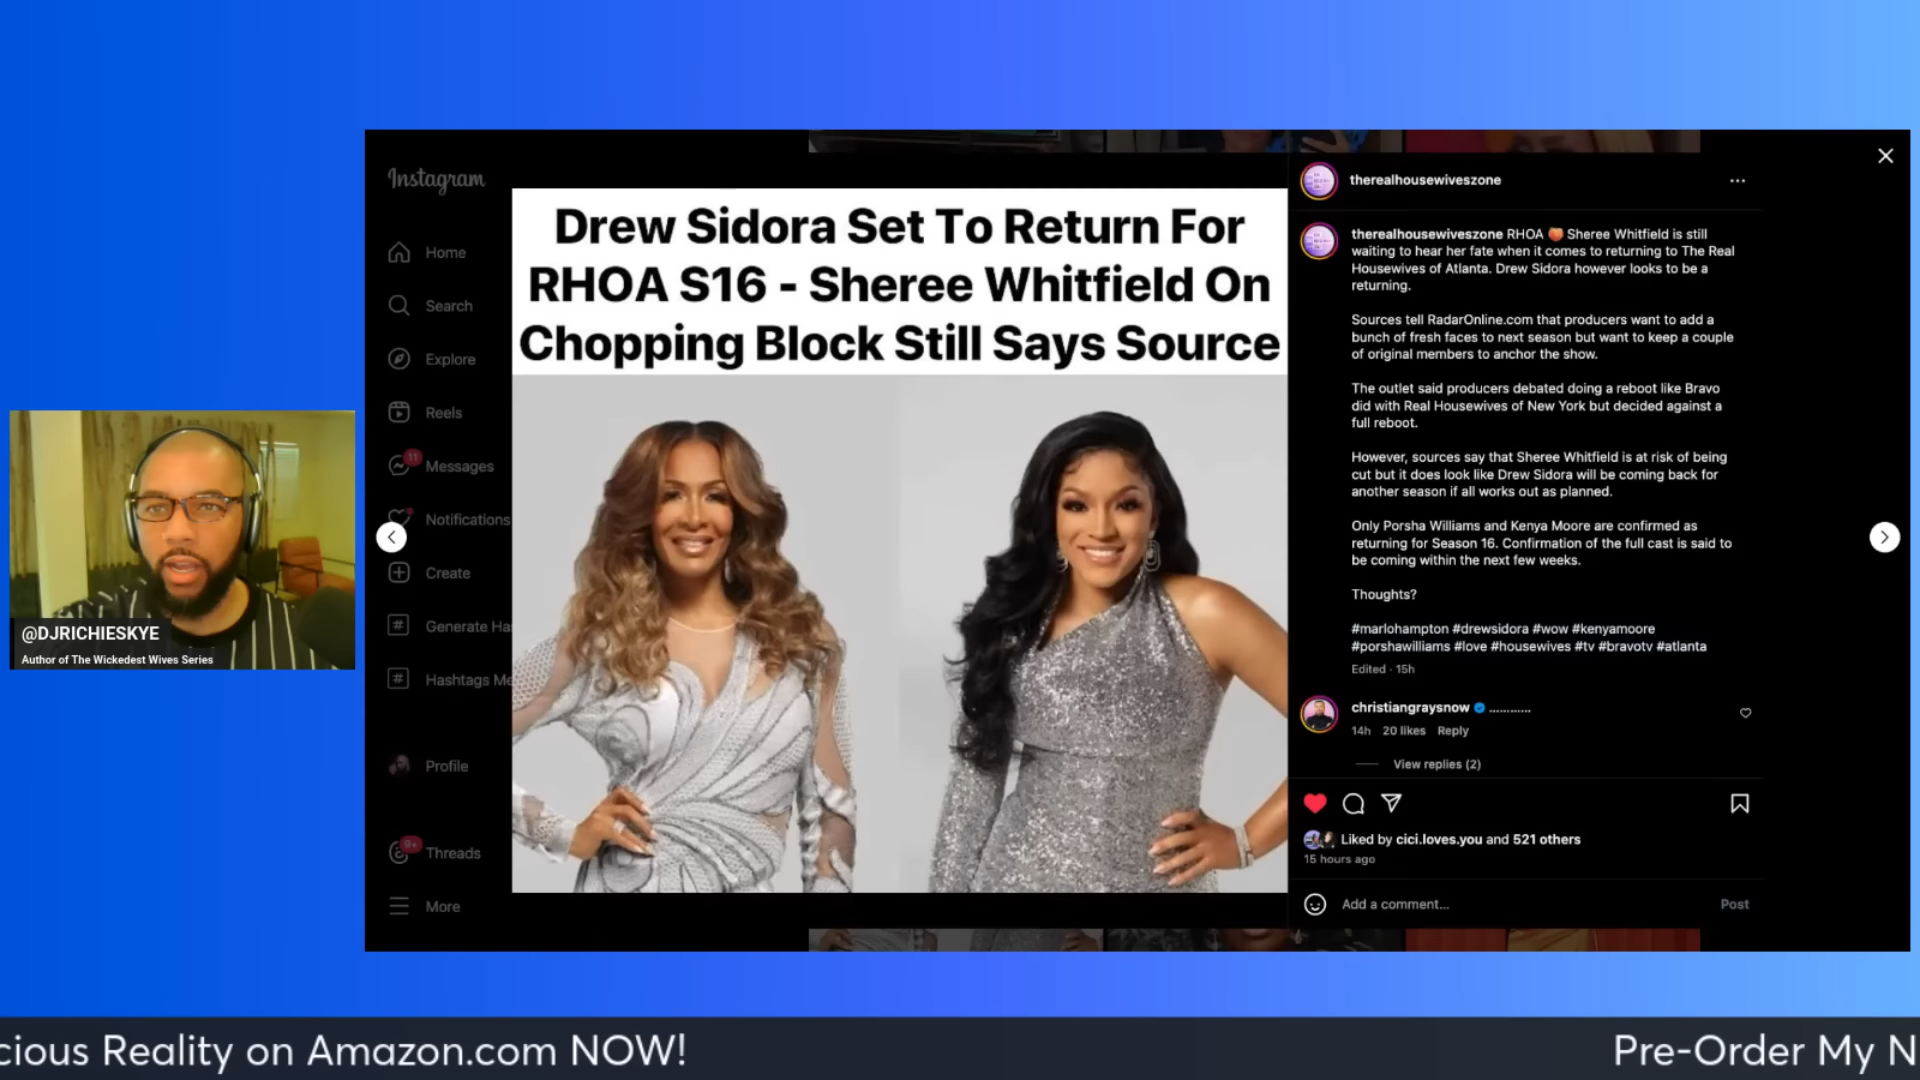 Instagram
Home
Search
Explore
Reels
11
Messages
Notifications
Create
Generate Ha
Hashtags Me
Profile
9+
Threads
More
Drew Sidora Set To Return For
RHOA S16 - Sheree Whitfield On
Chopping Block Still Says Source
therealhousewiveszone
therealhousewiveszone RHOA 🍑 Sheree Whitfield is still
waiting to hear her fate when it comes to returning to The Real
Housewives of Atlanta. Drew Sidora however looks to be a
returning.
Sources tell RadarOnline.com that producers want to add a
bunch of fresh faces to next season but want to keep a couple
of original members to anchor the show.
The outlet said producers debated doing a reboot like Bravo
did with Real Housewives of New York but decided against a
full reboot.
However, sources say that Sheree Whitfield is at risk of being
cut but it does look like Drew Sidora will be coming back for
another season if all works out as planned.
Only Porsha Williams and Kenya Moore are confirmed as
returning for Season 16. Confirmation of the full cast is said to
be coming within the next few weeks.
Thoughts?
#marlohampton #drewsidora #wow #kenyamoore
#porshawilliams #love #housewives #tv #bravotv #atlanta
Edited · 15h
christiangraysnow ............
14h 20 likes Reply
View replies (2)
Liked by cici.loves.you and 521 others
15 hours ago
Add a comment...
Post
@DJRICHIESKYE
Author of The Wickedest Wives Series
cious Reality on Amazon.com NOW!
Pre-Order My N